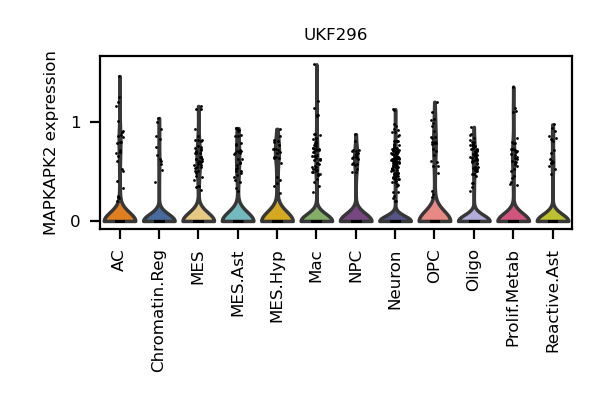 UKF296
MAPKAPK2 expression
1
0
AC
Chromatin.Reg
MES
MES.Ast
MES.Hyp
Mac
NPC
Neuron
OPC
Oligo
Prolif.Metab
Reactive.Ast